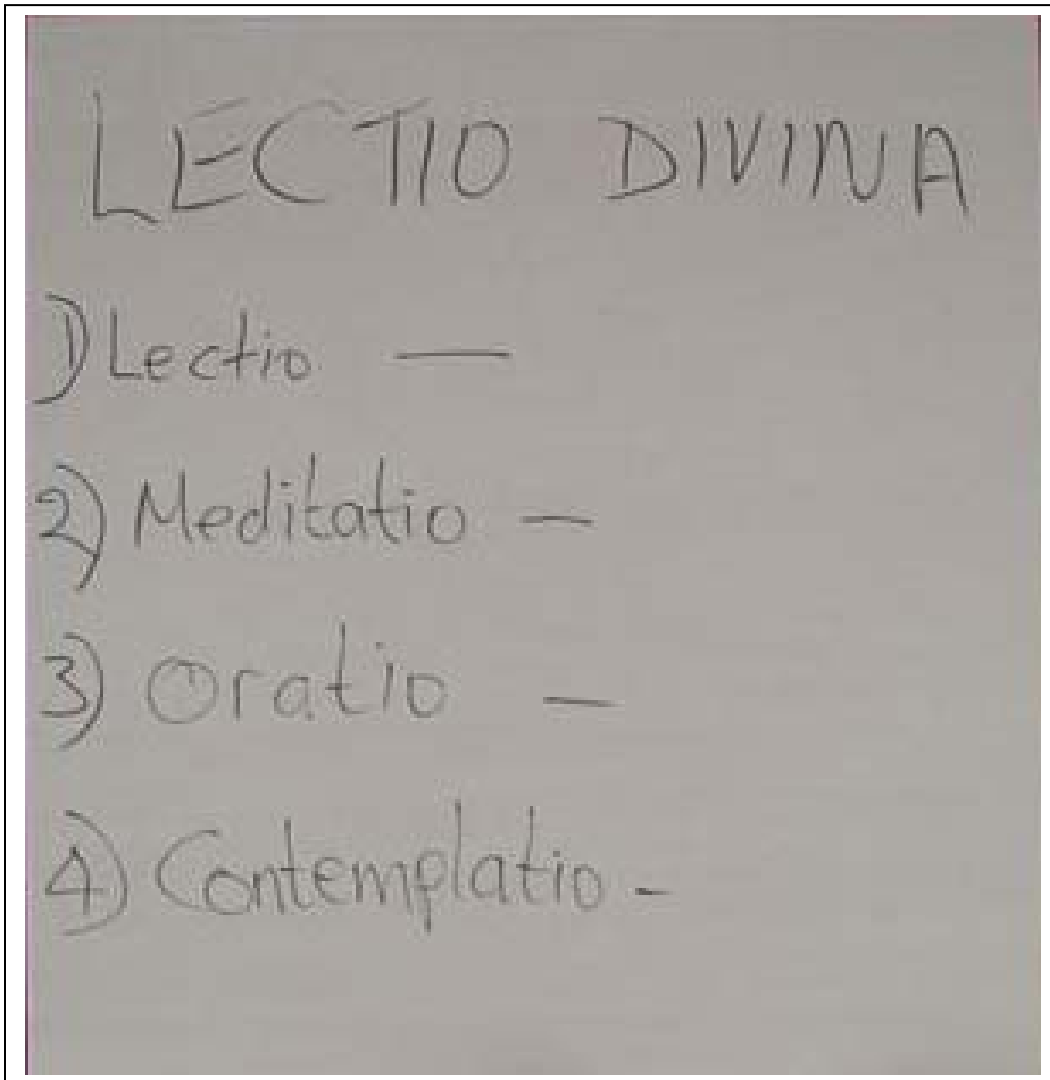 LECTIO DIVINA
1) Lectio —
2) Meditatio —
3) Oratio —
4) Contemplatio -